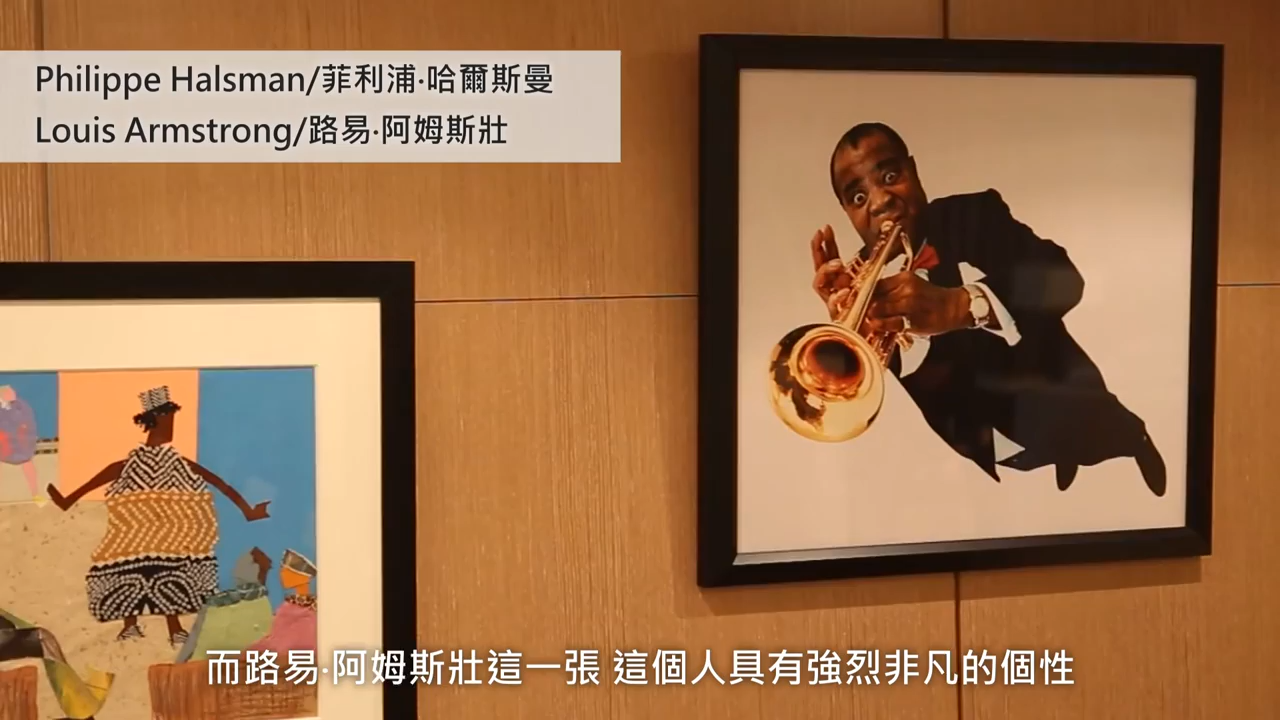 Philippe Halsman/菲利浦·哈爾斯曼
Louis Armstrong/路易·阿姆斯壯
而路易·阿姆斯壯這一張 這個人具有強烈非凡的個性